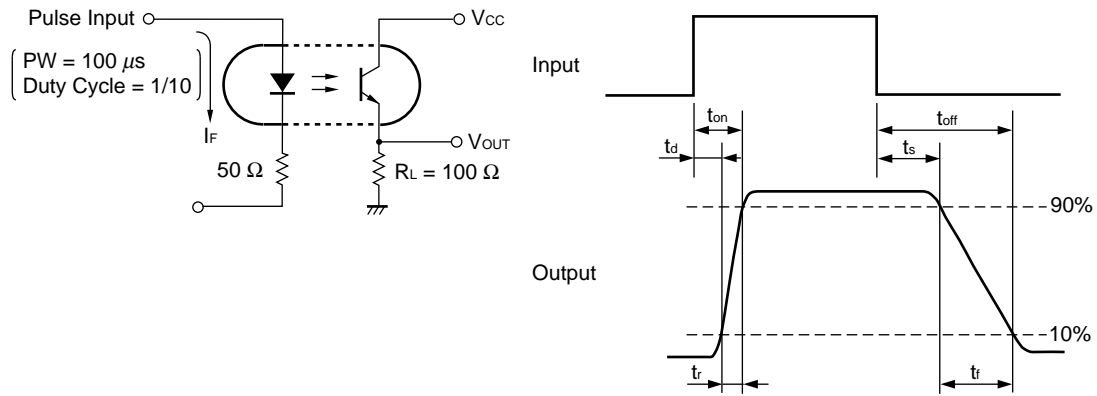 Pulse Input
PW = 100 μs
Duty Cycle = 1/10
IF
50 Ω
VCC
VOUT
RL = 100 Ω
Input
ton
toff
td
ts
90%
Output
10%
tr
tf